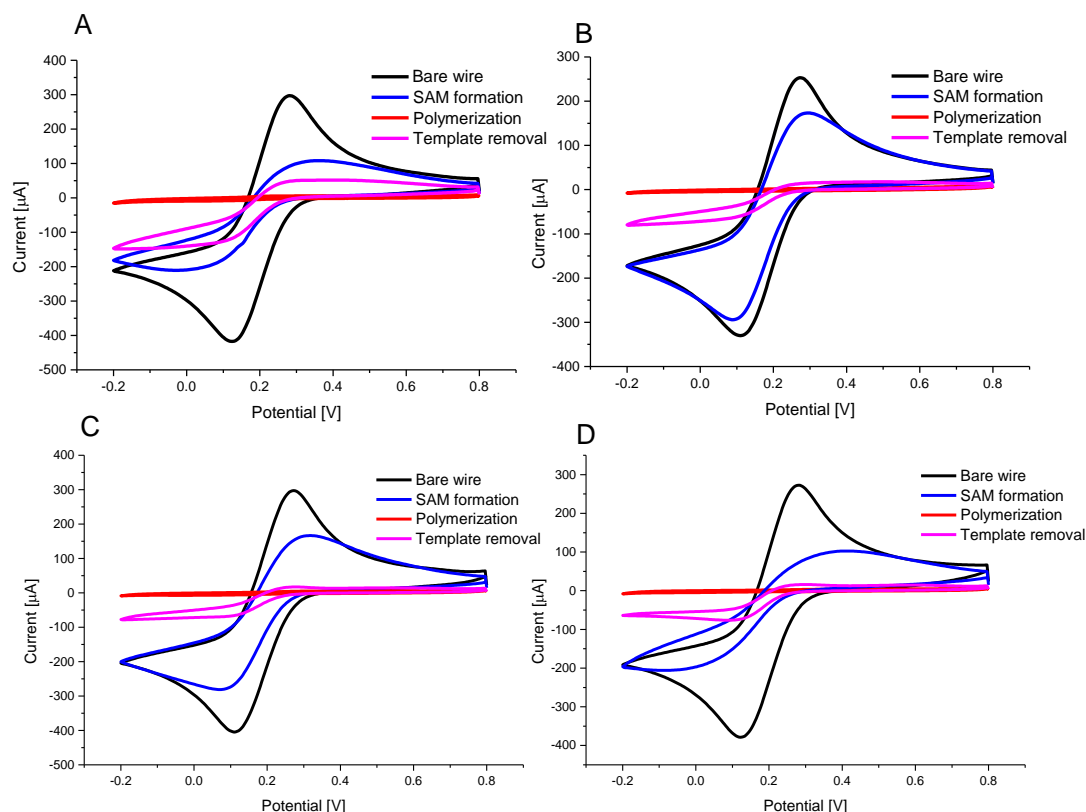 A
400
300
200
100
0
-100
-200
-300
-400
-500
-0.2 0.0 0.2 0.4 0.6 0.8
Current [µA]
Potential [V]
Bare wire
SAM formation
Polymerization
Template removal
B
300
200
100
0
-100
-200
-300
-400
-0.2 0.0 0.2 0.4 0.6 0.8
Current [µA]
Potential [V]
Bare wire
SAM formation
Polymerization
Template removal
C
400
300
200
100
0
-100
-200
-300
-400
-500
-0.2 0.0 0.2 0.4 0.6 0.8
Current [µA]
Potential [V]
Bare wire
SAM formation
Polymerization
Template removal
D
300
200
100
0
-100
-200
-300
-400
-0.2 0.0 0.2 0.4 0.6 0.8
Current [µA]
Potential [V]
Bare wire
SAM formation
Polymerization
Template removal